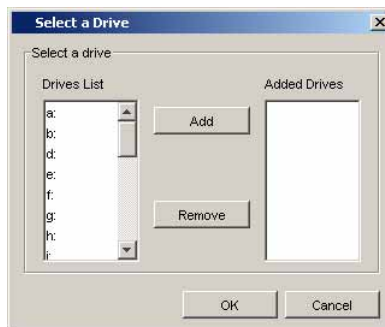 Select a Drive
Select a drive
Drives List
Added Drives
a:
b:
d:
e:
f:
g:
h:
Add
Remove
OK
Cancel